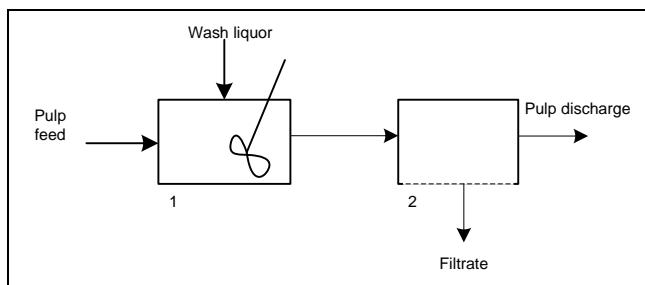 Wash liquor
Pulp
feed
Pulp discharge
1
2
Filtrate